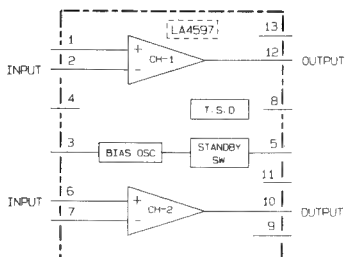 LA4597
13
1
+
CH-1
12
OUTPUT
INPUT
2
-
4
T.S.D
8
3
BIAS OSC
STANDBY
SW
5
11
INPUT
6
+
CH-2
10
OUTPUT
7
-
9